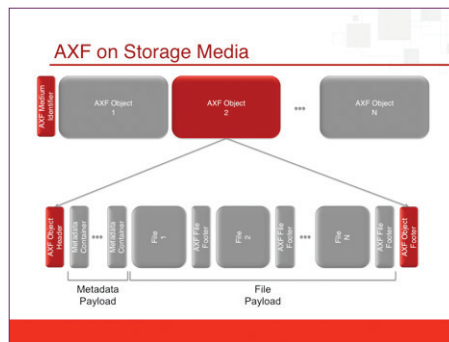 AXF on Storage Media
AXF Medium
Identifier
AXF Object
1
AXF Object
2
•••
AXF Object
N
AXF Object
Header
Metadata
Container
•••
Metadata
Container
File
1
AXF File
Footer
File
2
AXF File
Footer
•••
File
N
AXF File
Footer
AXF Object
Footer
Metadata
Payload
File
Payload